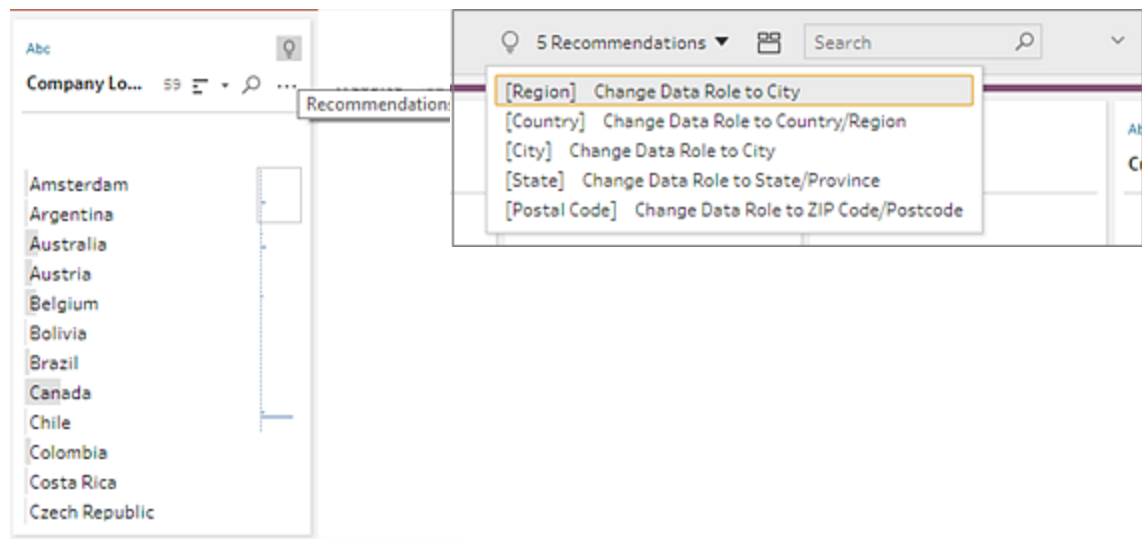 Abc
Company Lo... 59
Recommendations
Amsterdam
Argentina
Australia
Austria
Belgium
Bolivia
Brazil
Canada
Chile
Colombia
Costa Rica
Czech Republic
5 Recommendations
Search
[Region] Change Data Role to City
[Country] Change Data Role to Country/Region
[City] Change Data Role to City
[State] Change Data Role to State/Province
[Postal Code] Change Data Role to ZIP Code/Postcode